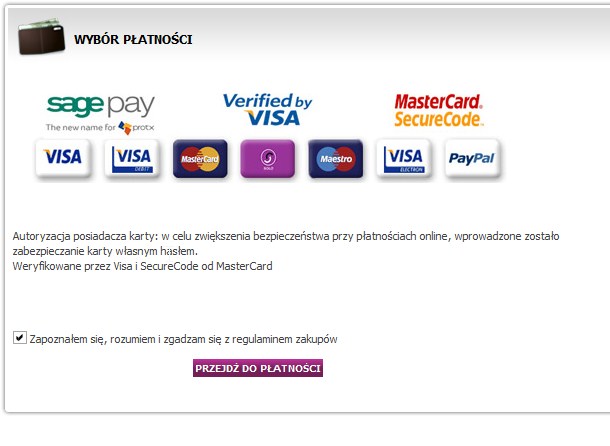 WYBÓR PŁATNOŚCI
sage pay
The new name for protx
Verified by
VISA
MasterCard.
SecureCode.
VISA
VISA
DEBIT
MasterCard
SOLO
Maestro
VISA
ELECTRON
PayPal
Autoryzacja posiadacza karty: w celu zwiększenia bezpieczeństwa przy płatnościach online, wprowadzone zostało
zabezpieczanie karty własnym hasłem.
Weryfikowane przez Visa i SecureCode od MasterCard
Zapoznałem się, rozumiem i zgadzam się z regulaminem zakupów
PRZEJDŹ DO PŁATNOŚCI